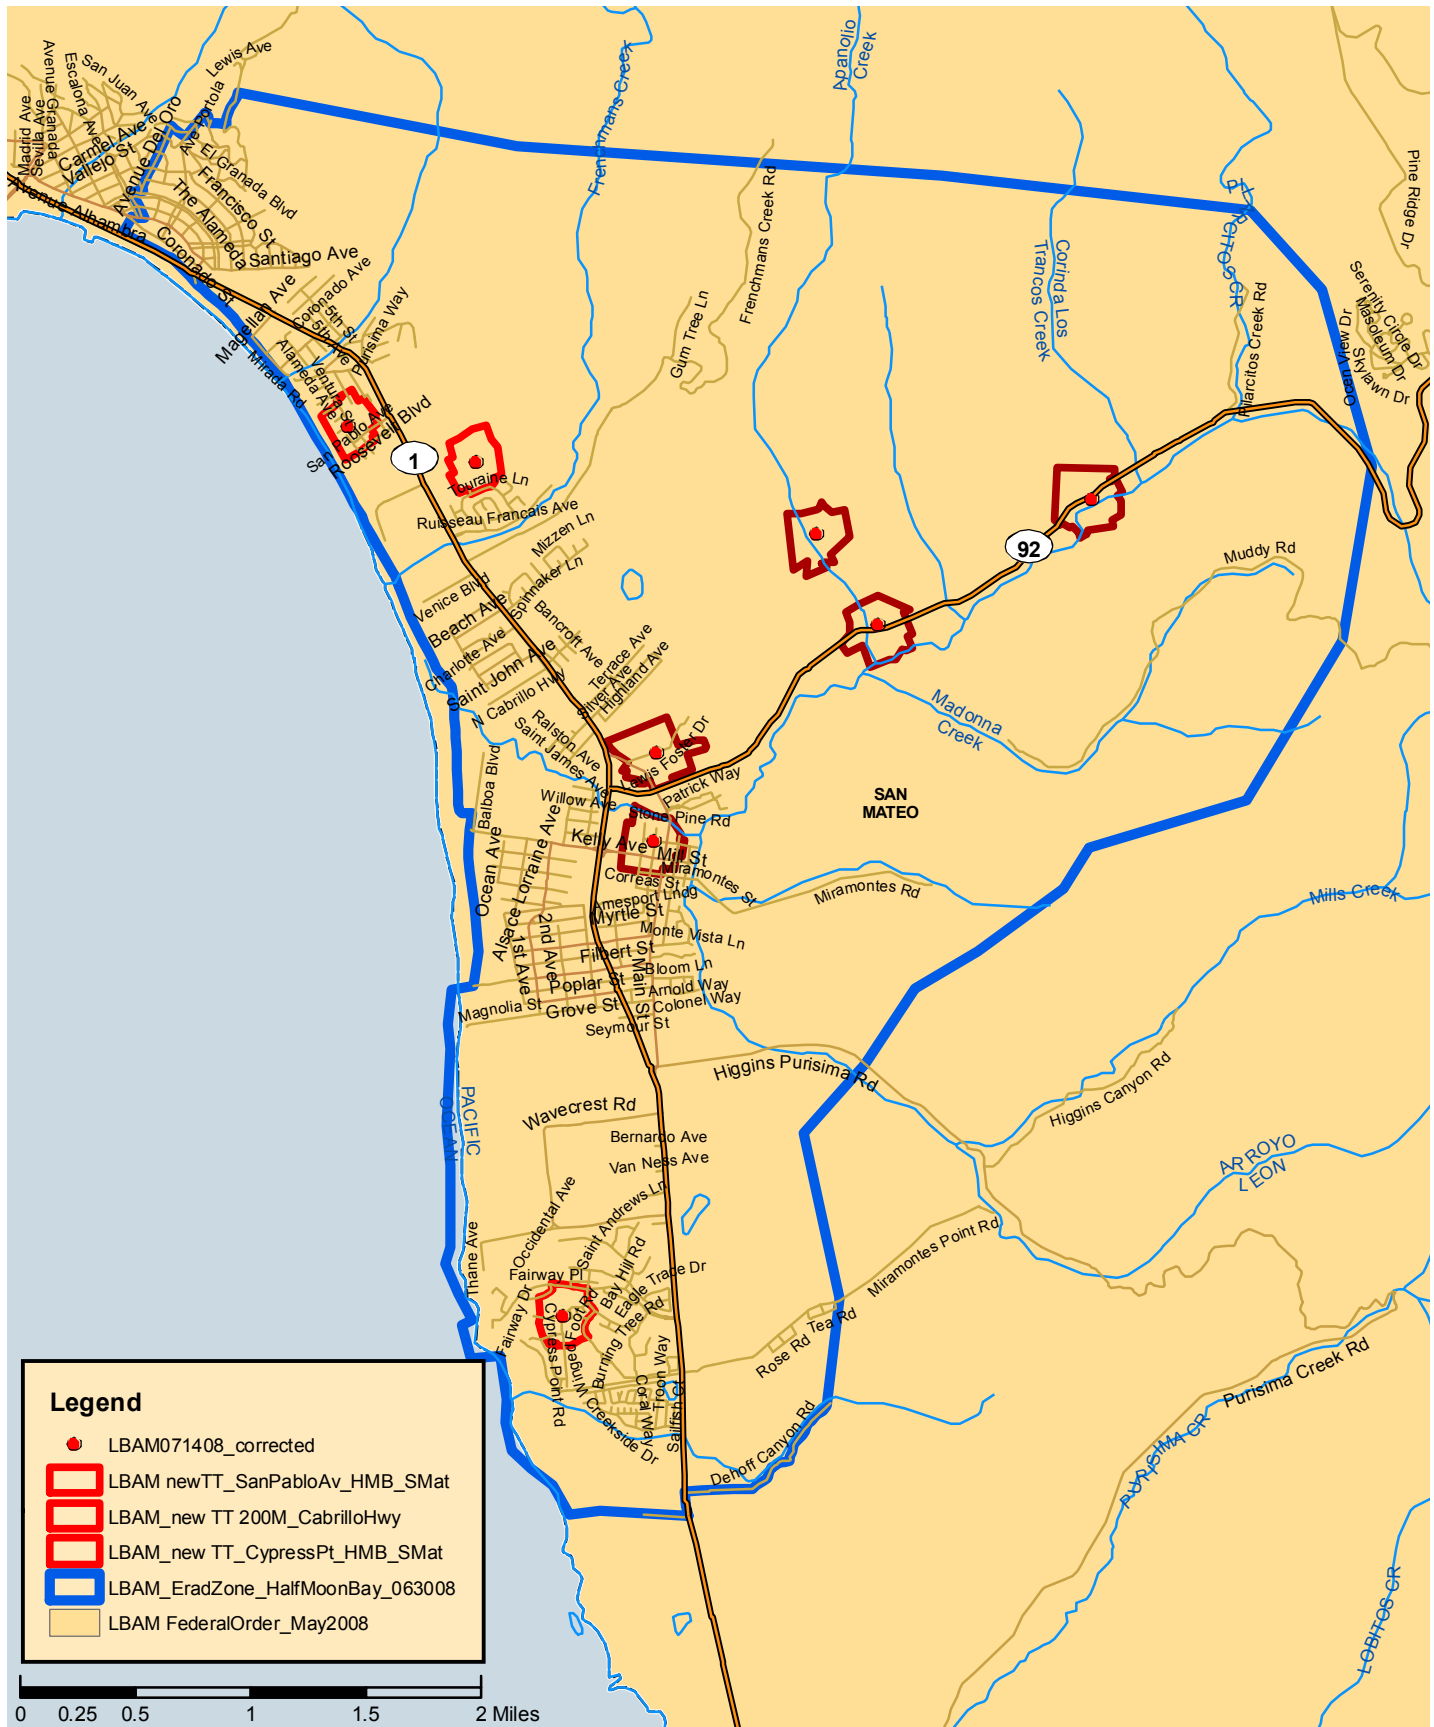 Lewis Ave
San Juan Ave
Escalona Ave
Avenue Granada
Madrid Ave
Sevilla Ave
Carmel Ave
Vallejo St
Avenue Del Oro
Ave Portola
El Granada Blvd
Francisco St
The Alameda
Avenue Alhambra
Coronado St
Santiago Ave
Magellan Ave
Coronado Ave
5th St
5th Ave
Purisima Way
Mirada Rd
Alameda Ave
Ventura St
San Pablo Ave
Roosevelt Blvd
1
Touraine Ln
Ruisseau Francais Ave
Mizzen Ln
Spinnaker Ln
Venice Blvd
Beach Ave
Bancroft Ave
Charlotte Ave
Saint John Ave
N Cabrillo Hwy
Terrace Ave
Silver Ave
Highland Ave
Ralston Ave
Saint James Ave
Lewis Foster Dr
Patrick Way
Willow Ave
Stone Pine Rd
Balboa Blvd
Kelly Ave
Mill St
Miramontes St
Correas St
Amesport Lndg
Myrtle St
Ocean Ave
Alsace Lorraine Ave
2nd Ave
1st Ave
Monte Vista Ln
Filbert St
Main St
Bloom Ln
Poplar St
Arnold Way
Magnolia St
Grove St
Colonel Way
Seymour St
Frenchmans Creek
Apanolio
Creek
Frenchmans Creek Rd
Gum Tree Ln
Corinda Los
Trancos Creek
PILARCITOS CR
Pilarcitos Creek Rd
Pine Ridge Dr
Serenity Circle Dr
Masoleum Dr
Skylawn Dr
Ocean View Dr
92
Muddy Rd
Madonna
Creek
SAN
MATEO
Miramontes Rd
Mills Creek
Higgins Purisima Rd
Higgins Canyon Rd
ARROYO
LEON
PACIFIC
OCEAN
Wavecrest Rd
Bernardo Ave
Van Ness Ave
Occidental Ave
Saint Andrews Ln
Thane Ave
Fairway Pl
Bay Hill Rd
Eagle Trace Dr
Fairway Dr
Cypress Point Rd
Winged Foot Rd
Burning Tree Rd
Troon Way
Coral Way
Creekside Dr
Sailfish Ct
Miramontes Point Rd
Tea Rd
Rose Rd
Dehoff Canyon Rd
Purisima Creek Rd
PURISIMA CR
LOBITOS CR
Legend
LBAM071408_corrected
LBAM newTT_SanPabloAv_HMB_SMat
LBAM_new TT 200M_CabrilloHwy
LBAM_new TT_CypressPt_HMB_SMat
LBAM_EradZone_HalfMoonBay_063008
LBAM FederalOrder_May2008
0 0.25 0.5 1 1.5 2 Miles